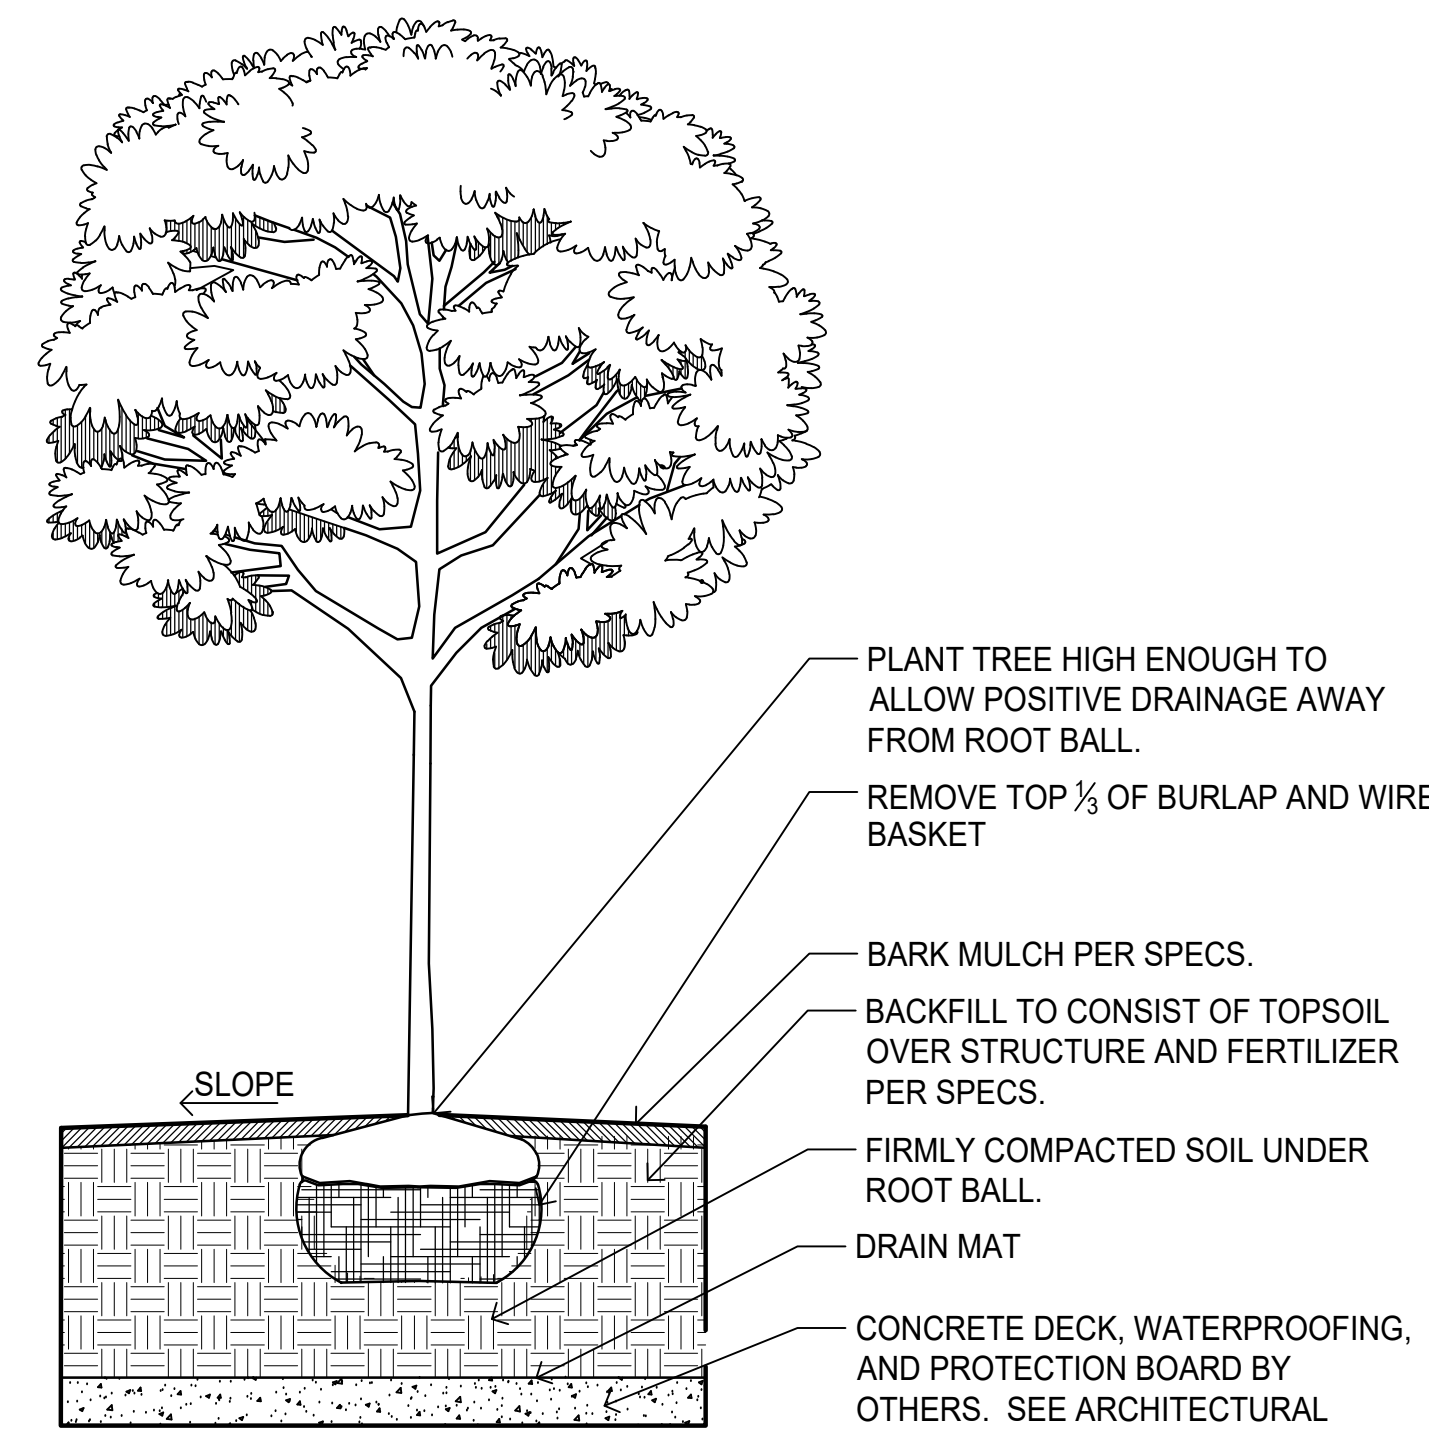 PLANT TREE HIGH ENOUGH TO
ALLOW POSITIVE DRAINAGE AWAY
FROM ROOT BALL.
REMOVE TOP ⅓ OF BURLAP AND WIRE
BASKET
BARK MULCH PER SPECS.
BACKFILL TO CONSIST OF TOPSOIL
OVER STRUCTURE AND FERTILIZER
PER SPECS.
SLOPE
FIRMLY COMPACTED SOIL UNDER
ROOT BALL.
DRAIN MAT
CONCRETE DECK, WATERPROOFING,
AND PROTECTION BOARD BY
OTHERS. SEE ARCHITECTURAL